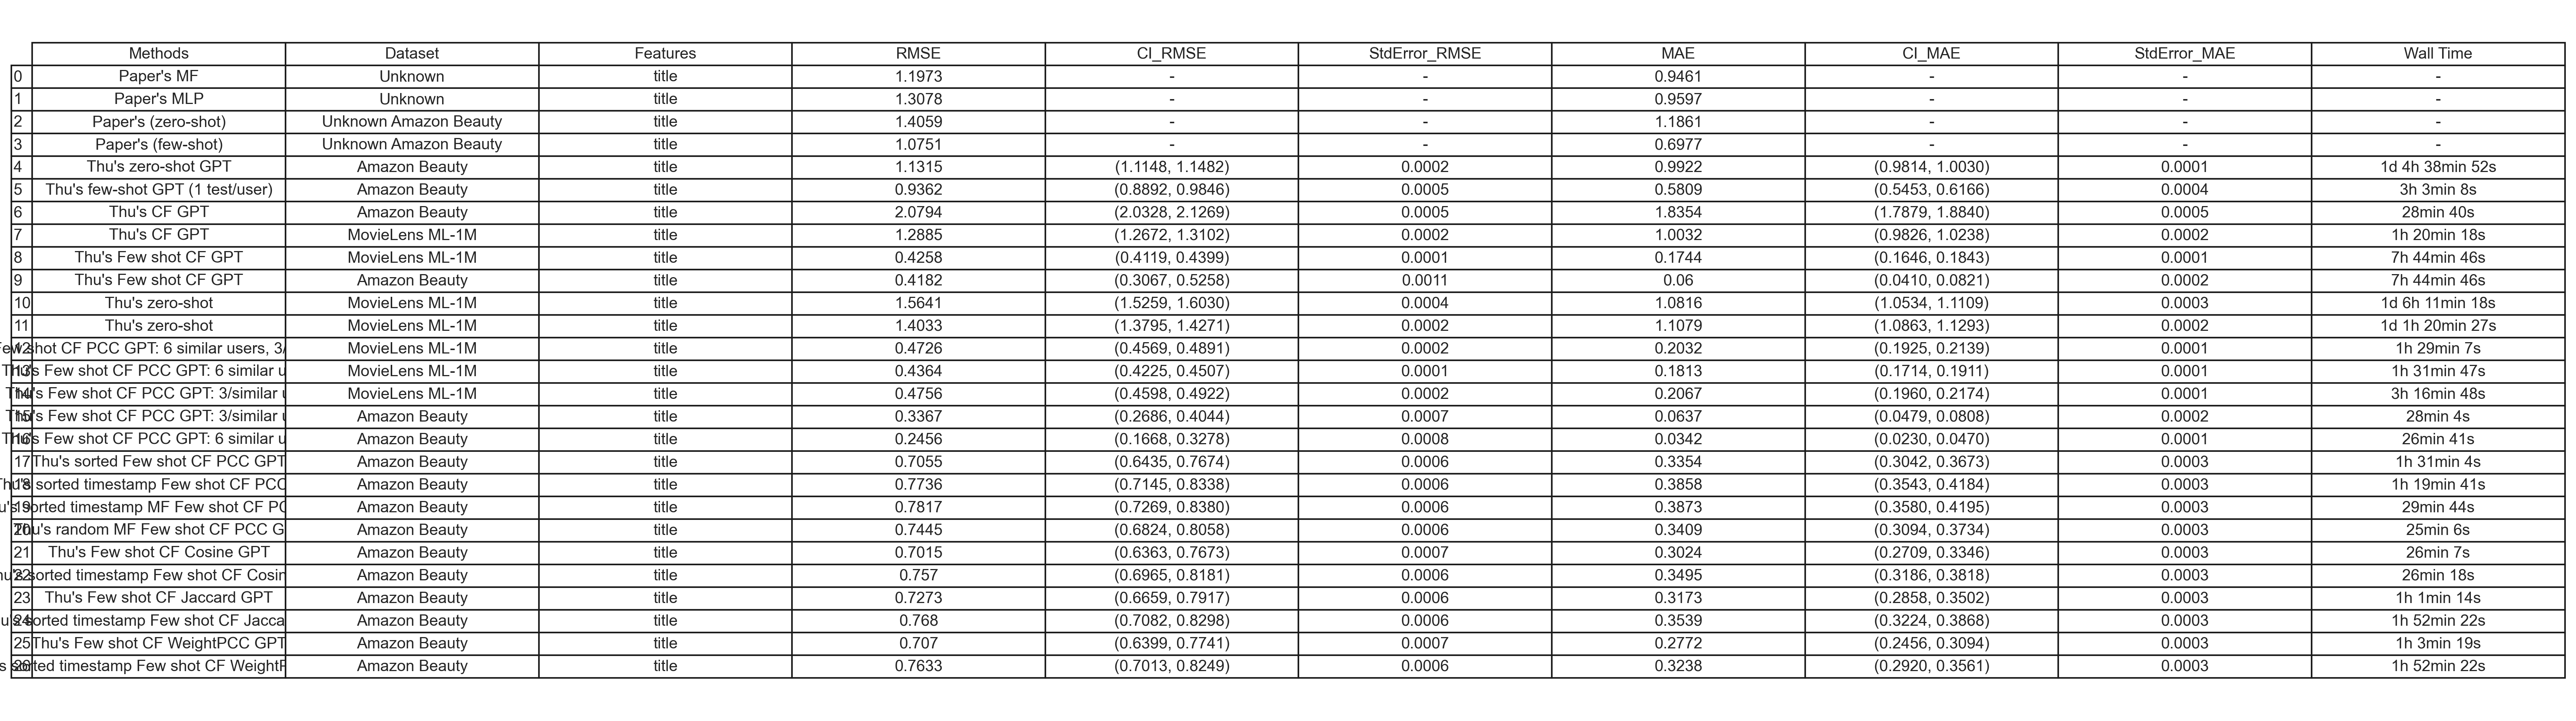 Methods Dataset Features RMSE CI_RMSE StdError_RMSE MAE CI_MAE StdError_MAE Wall Time
0 Paper's MF Unknown title 1.1973 - - 0.9461 - - -
1 Paper's MLP Unknown title 1.3078 - - 0.9597 - - -
2 Paper's (zero-shot) Unknown Amazon Beauty title 1.4059 - - 1.1861 - - -
3 Paper's (few-shot) Unknown Amazon Beauty title 1.0751 - - 0.6977 - - -
4 Thu's zero-shot GPT Amazon Beauty title 1.1315 (1.1148, 1.1482) 0.0002 0.9922 (0.9814, 1.0030) 0.0001 1d 4h 38min 52s
5 Thu's few-shot GPT (1 test/user) Amazon Beauty title 0.9362 (0.8892, 0.9846) 0.0005 0.5809 (0.5453, 0.6166) 0.0004 3h 3min 8s
6 Thu's CF GPT Amazon Beauty title 2.0794 (2.0328, 2.1269) 0.0005 1.8354 (1.7879, 1.8840) 0.0005 28min 40s
7 Thu's CF GPT MovieLens ML-1M title 1.2885 (1.2672, 1.3102) 0.0002 1.0032 (0.9826, 1.0238) 0.0002 1h 20min 18s
8 Thu's Few shot CF GPT MovieLens ML-1M title 0.4258 (0.4119, 0.4399) 0.0001 0.1744 (0.1646, 0.1843) 0.0001 7h 44min 46s
9 Thu's Few shot CF GPT Amazon Beauty title 0.4182 (0.3067, 0.5258) 0.0011 0.06 (0.0410, 0.0821) 0.0002 7h 44min 46s
10 Thu's zero-shot MovieLens ML-1M title 1.5641 (1.5259, 1.6030) 0.0004 1.0816 (1.0534, 1.1109) 0.0003 1d 6h 11min 18s
11 Thu's zero-shot MovieLens ML-1M title 1.4033 (1.3795, 1.4271) 0.0002 1.1079 (1.0863, 1.1293) 0.0002 1d 1h 20min 27s
12 Few shot CF PCC GPT: 6 similar users, 3/ MovieLens ML-1M title 0.4726 (0.4569, 0.4891) 0.0002 0.2032 (0.1925, 0.2139) 0.0001 1h 29min 7s
13 Thu's Few shot CF PCC GPT: 6 similar u MovieLens ML-1M title 0.4364 (0.4225, 0.4507) 0.0001 0.1813 (0.1714, 0.1911) 0.0001 1h 31min 47s
14 Thu's Few shot CF PCC GPT: 3/similar u MovieLens ML-1M title 0.4756 (0.4598, 0.4922) 0.0002 0.2067 (0.1960, 0.2174) 0.0001 3h 16min 48s
15 Thu's Few shot CF PCC GPT: 3/similar u Amazon Beauty title 0.3367 (0.2686, 0.4044) 0.0007 0.0637 (0.0479, 0.0808) 0.0002 28min 4s
16 Thu's Few shot CF PCC GPT: 6 similar u Amazon Beauty title 0.2456 (0.1668, 0.3278) 0.0008 0.0342 (0.0230, 0.0470) 0.0001 26min 41s
17 Thu's sorted Few shot CF PCC GPT Amazon Beauty title 0.7055 (0.6435, 0.7674) 0.0006 0.3354 (0.3042, 0.3673) 0.0003 1h 31min 4s
18 Thu's sorted timestamp Few shot CF PCC Amazon Beauty title 0.7736 (0.7145, 0.8338) 0.0006 0.3858 (0.3543, 0.4184) 0.0003 1h 19min 41s
19 u's sorted timestamp MF Few shot CF PC Amazon Beauty title 0.7817 (0.7269, 0.8380) 0.0006 0.3873 (0.3580, 0.4195) 0.0003 29min 44s
20 Thu's random MF Few shot CF PCC G Amazon Beauty title 0.7445 (0.6824, 0.8058) 0.0006 0.3409 (0.3094, 0.3734) 0.0003 25min 6s
21 Thu's Few shot CF Cosine GPT Amazon Beauty title 0.7015 (0.6363, 0.7673) 0.0007 0.3024 (0.2709, 0.3346) 0.0003 26min 7s
22 hu's sorted timestamp Few shot CF Cosin Amazon Beauty title 0.757 (0.6965, 0.8181) 0.0006 0.3495 (0.3186, 0.3818) 0.0003 26min 18s
23 Thu's Few shot CF Jaccard GPT Amazon Beauty title 0.7273 (0.6659, 0.7917) 0.0006 0.3173 (0.2858, 0.3502) 0.0003 1h 1min 14s
24 u's sorted timestamp Few shot CF Jacca Amazon Beauty title 0.768 (0.7082, 0.8298) 0.0006 0.3539 (0.3224, 0.3868) 0.0003 1h 52min 22s
25 Thu's Few shot CF WeightPCC GPT Amazon Beauty title 0.707 (0.6399, 0.7741) 0.0007 0.2772 (0.2456, 0.3094) 0.0003 1h 3min 19s
26 s sorted timestamp Few shot CF WeightP Amazon Beauty title 0.7633 (0.7013, 0.8249) 0.0006 0.3238 (0.2920, 0.3561) 0.0003 1h 52min 22s